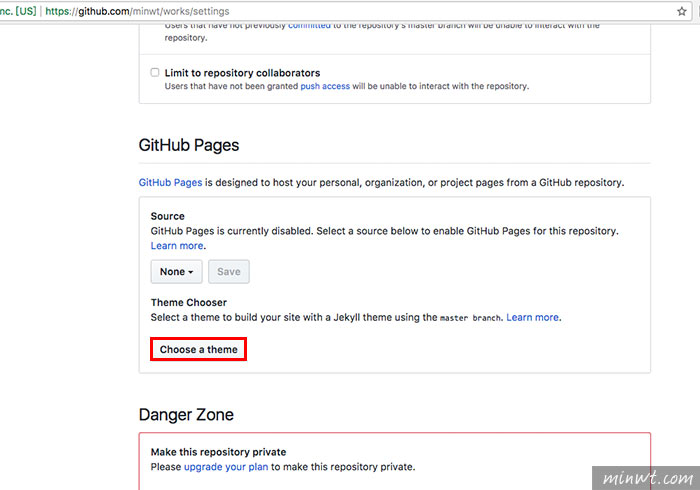 nc. [US] | https://github.com/minwt/works/settings
Users that have not previously committed to the repository's master branch will be unable to interact with the
repository.
Limit to repository collaborators
Users that have not been granted push access will be unable to interact with the repository.
GitHub Pages
GitHub Pages is designed to host your personal, organization, or project pages from a GitHub repository.
Source
GitHub Pages is currently disabled. Select a source below to enable GitHub Pages for this repository.
Learn more.
None Save
Theme Chooser
Select a theme to build your site with a Jekyll theme using the master branch. Learn more.
Choose a theme
Danger Zone
Make this repository private
Please upgrade your plan to make this repository private.
minwt.com